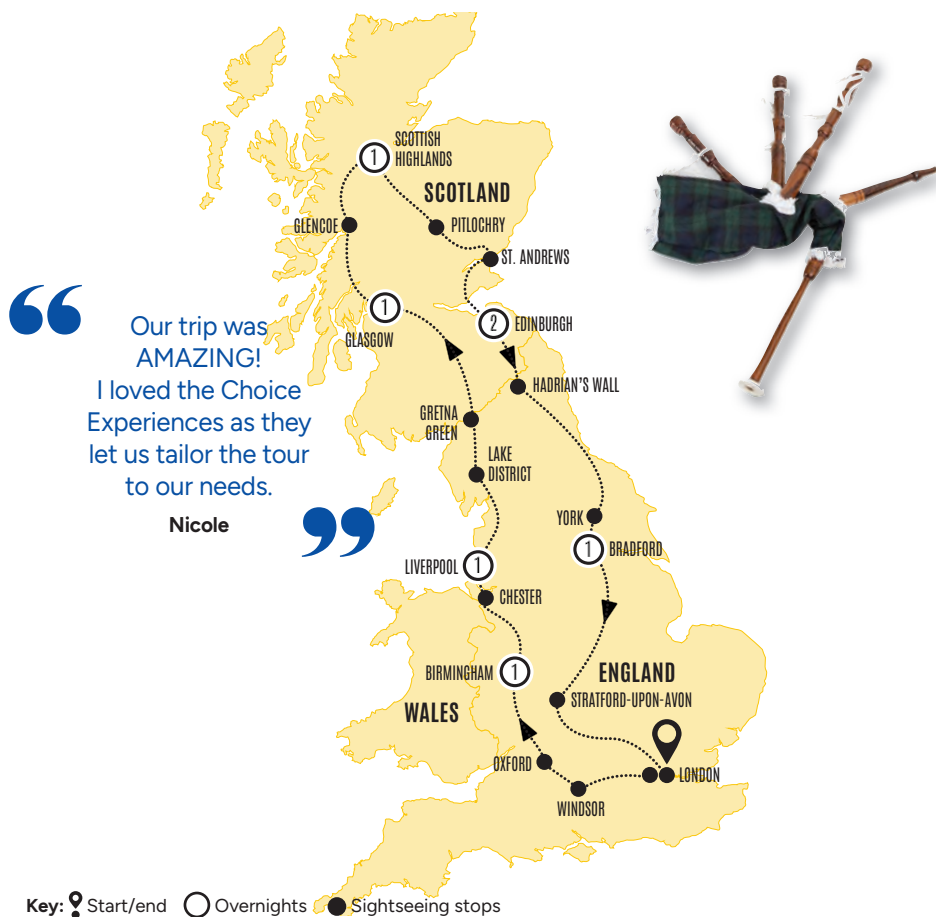 SCOTTISH
HIGHLANDS
1
SCOTLAND
GLENCOE
PITLOCHRY
ST. ANDREWS
1
GLASGOW
2
EDINBURGH
HADRIAN'S WALL
GRETNA
GREEN
LAKE
DISTRICT
YORK
LIVERPOOL
1
1
BRADFORD
CHESTER
BIRMINGHAM
1
ENGLAND
STRATFORD-UPON-AVON
WALES
OXFORD
LONDON
WINDSOR
“
Our trip was
AMAZING!
I loved the Choice
Experiences as they
let us tailor the tour
to our needs.
Nicole
”
Key: Start/end Overnights Sightseeing stops